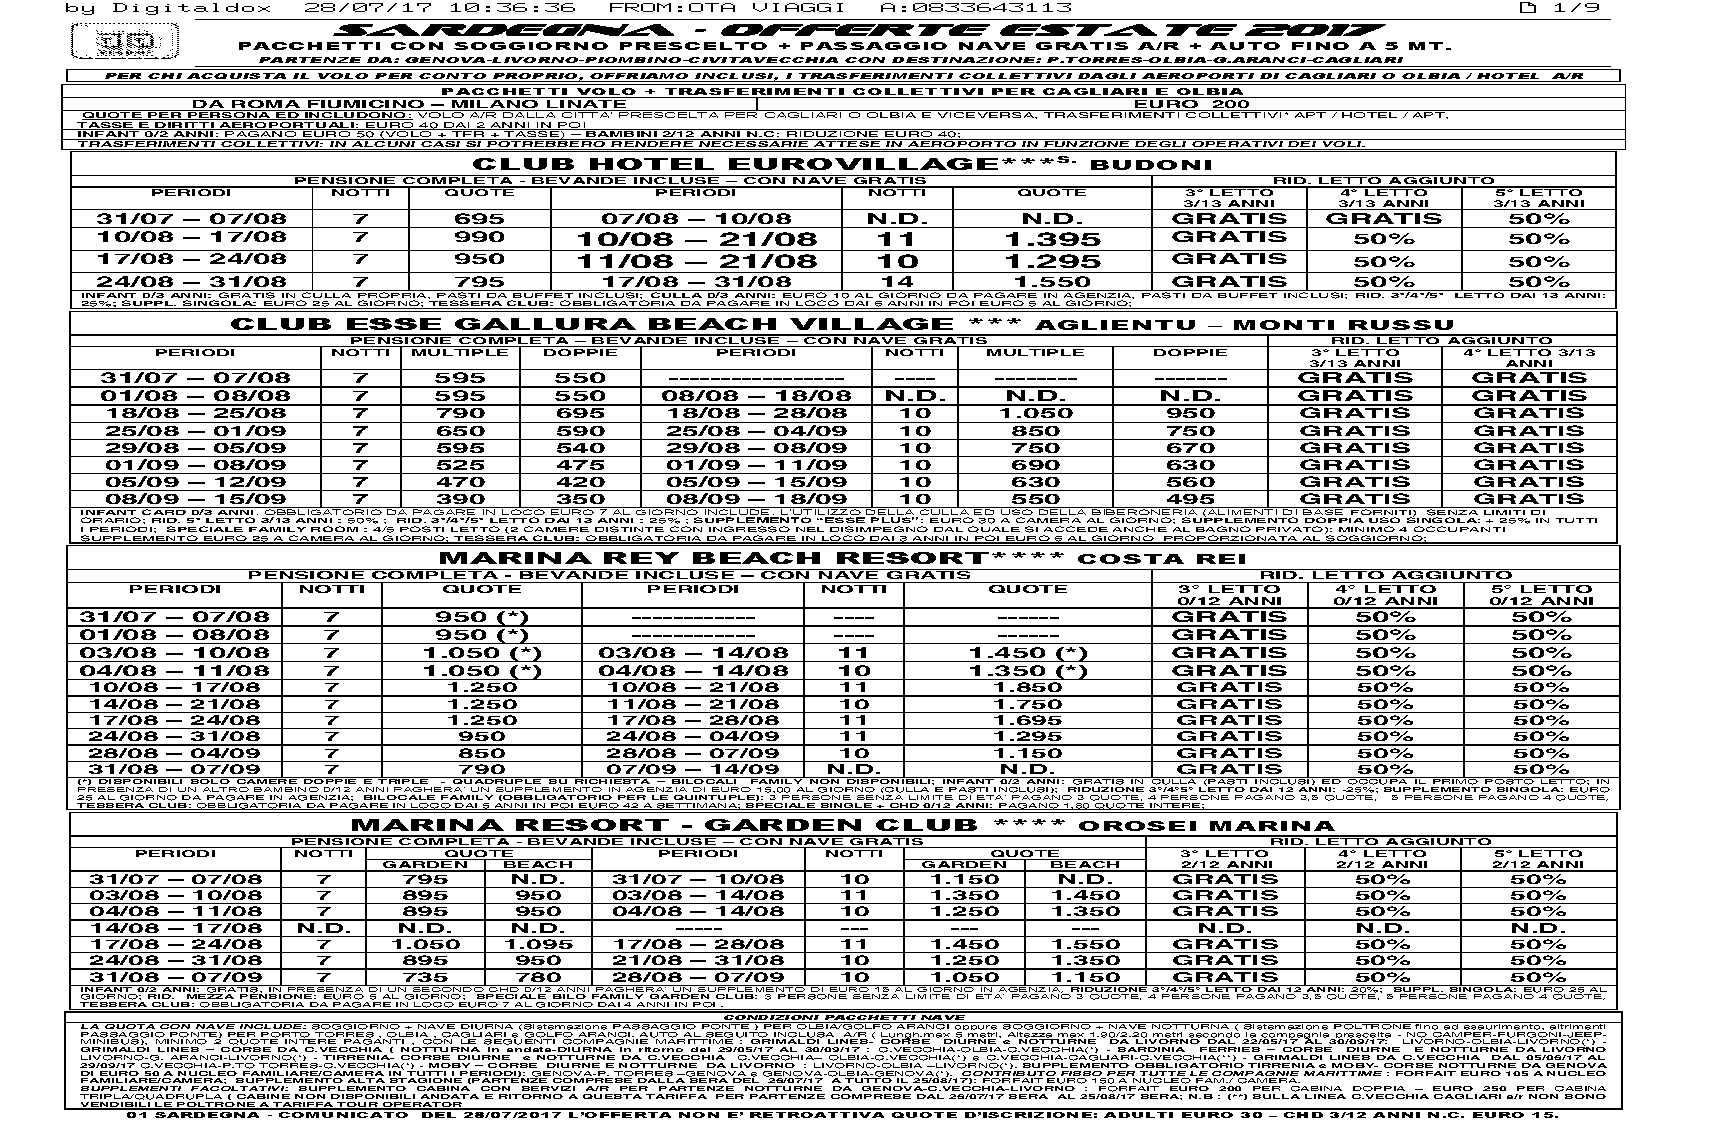 by Digitaldox 28/07/17 10:36:36 FROM:OTA VIAGGI A:0833643113 1/9
SARDEGNA - OFFERTE ESTATE 2017
PACCHETTI CON SOGGIORNO PRESCELTO + PASSAGGIO NAVE GRATIS A/R + AUTO FINO A 5 MT.
PARTENZE DA: GENOVA-LIVORNO-PIOMBINO-CIVITAVECCHIA CON DESTINAZIONE: P.TORRES-OLBIA-G.ARANCI-CAGLIARI
PER CHI ACQUISTA IL VOLO PER CONTO PROPRIO, OFFRIAMO INCLUSI, I TRASFERIMENTI COLLETTIVI DAGLI AEROPORTI DI CAGLIARI O OLBIA / HOTEL A/R
PACCHETTI VOLO + TRASFERIMENTI COLLETTIVI PER CAGLIARI E OLBIA
DA ROMA FIUMICINO – MILANO LINATE EURO 200
QUOTE PER PERSONA ED INCLUDONO: VOLO A/R DALLA CITTA' PRESCELTA PER CAGLIARI O OLBIA E VICEVERSA, TRASFERIMENTI COLLETTIVI* APT / HOTEL / APT,
TASSE E DIRITTI AEROPORTUALI: EURO 40 DAI 2 ANNI IN POI
INFANT 0/2 ANNI: PAGANO EURO 50 (VOLO + TFR + TASSE) – BAMBINI 2/12 ANNI N.C: RIDUZIONE EURO 40;
TRASFERIMENTI COLLETTIVI: IN ALCUNI CASI SI POTREBBERO RENDERE NECESSARIE ATTESE IN AEROPORTO IN FUNZIONE DEGLI OPERATIVI DEI VOLI.
CLUB HOTEL EUROVILLAGE***S. BUDONI
PENSIONE COMPLETA - BEVANDE INCLUSE – CON NAVE GRATIS RID. LETTO AGGIUNTO
PERIODI NOTTI QUOTE PERIODI NOTTI QUOTE 3° LETTO 4° LETTO 5° LETTO
3/13 ANNI 3/13 ANNI 3/13 ANNI
31/07 – 07/08 7 695 07/08 – 10/08 N.D. N.D. GRATIS GRATIS 50%
10/08 – 17/08 7 990 10/08 – 21/08 11 1.395 GRATIS 50% 50%
17/08 – 24/08 7 950 11/08 – 21/08 10 1.295 GRATIS 50% 50%
24/08 – 31/08 7 795 17/08 – 31/08 14 1.550 GRATIS 50% 50%
INFANT 0/3 ANNI: GRATIS IN CULLA PROPRIA, PASTI DA BUFFET INCLUSI; CULLA 0/3 ANNI: EURO 10 AL GIORNO DA PAGARE IN AGENZIA, PASTI DA BUFFET INCLUSI; RID. 3°/4°/5° LETTO DAI 13 ANNI:
25%; SUPPL. SINGOLA: EURO 25 AL GIORNO; TESSERA CLUB: OBBLIGATORIA DA PAGARE IN LOCO DAI 6 ANNI IN POI EURO 5 AL GIORNO;
CLUB ESSE GALLURA BEACH VILLAGE *** AGLIENTU – MONTI RUSSU
PENSIONE COMPLETA – BEVANDE INCLUSE – CON NAVE GRATIS RID. LETTO AGGIUNTO
PERIODI NOTTI MULTIPLE DOPPIE PERIODI NOTTI MULTIPLE DOPPIE 3° LETTO 4° LETTO 3/13
3/13 ANNI ANNI
31/07 – 07/08 7 595 550 ---------------- ---- -------- ------- GRATIS GRATIS
01/08 – 08/08 7 595 550 08/08 – 18/08 N.D. N.D. N.D. GRATIS GRATIS
18/08 – 25/08 7 790 695 18/08 – 28/08 10 1.050 950 GRATIS GRATIS
25/08 – 01/09 7 650 590 25/08 – 04/09 10 850 750 GRATIS GRATIS
29/08 – 05/09 7 595 540 29/08 – 08/09 10 750 670 GRATIS GRATIS
01/09 – 08/09 7 525 475 01/09 – 11/09 10 690 630 GRATIS GRATIS
05/09 – 12/09 7 470 420 05/09 – 15/09 10 630 560 GRATIS GRATIS
08/09 – 15/09 7 390 350 08/09 – 18/09 10 550 495 GRATIS GRATIS
INFANT CARD 0/3 ANNI. OBBLIGATORIO DA PAGARE IN LOCO EURO 7 AL GIORNO INCLUDE. L'UTILIZZO DELLA CULLA ED USO DELLA BIBERONERIA (ALIMENTI DI BASE FORNITI) SENZA LIMITI DI
ORARIO; RID. 5° LETTO 3/13 ANNI : 50% ; RID. 3°/4°/5° LETTO DAI 13 ANNI : 25%; SUPPLEMENTO "ESSE PLUS": EURO 30 A CAMERA AL GIORNO; SUPPLEMENTO DOPPIA USO SINGOLA: + 25% IN TUTTI
I PERIODI; SPECIALE FAMILY ROOM : 4/5 POSTI LETTO (2 CAMERE DISTINTE CON INGRESSO NEL DISIMPEGNO DAL QUALE SI ACCEDE ANCHE AL BAGNO PRIVATO): MINIMO 4 OCCUPANTI
SUPPLEMENTO EURO 25 A CAMERA AL GIORNO; TESSERA CLUB: OBBLIGATORIA DA PAGARE IN LOCO DAI 3 ANNI IN POI EURO 6 AL GIORNO PROPORZIONATA AL SOGGIORNO;
MARINA REY BEACH RESORT**** COSTA REI
PENSIONE COMPLETA - BEVANDE INCLUSE – CON NAVE GRATIS RID. LETTO AGGIUNTO
PERIODI NOTTI QUOTE PERIODI NOTTI QUOTE 3° LETTO 4° LETTO 5° LETTO
0/12 ANNI 0/12 ANNI 0/12 ANNI
31/07 – 07/08 7 950 (*) ------------ ---- ------ GRATIS 50% 50%
01/08 – 08/08 7 950 (*) ------------ ---- ------ GRATIS 50% 50%
03/08 – 10/08 7 1.050 (*) 03/08 – 14/08 11 1.450 (*) GRATIS 50% 50%
04/08 – 11/08 7 1.050 (*) 04/08 – 14/08 10 1.350 (*) GRATIS 50% 50%
10/08 – 17/08 7 1.250 10/08 – 21/08 11 1.850 GRATIS 50% 50%
14/08 – 21/08 7 1.250 11/08 – 21/08 10 1.750 GRATIS 50% 50%
17/08 – 24/08 7 1.250 17/08 – 28/08 11 1.695 GRATIS 50% 50%
24/08 – 31/08 7 950 24/08 – 04/09 11 1.295 GRATIS 50% 50%
28/08 – 04/09 7 850 28/08 – 07/09 10 1.150 GRATIS 50% 50%
31/08 – 07/09 7 790 07/09 – 14/09 N.D. N.D. GRATIS 50% 50%
(*) DISPONIBILI SOLO CAMERE DOPPIE E TRIPLE - QUADRUPLE SU RICHIESTA – BILOCALI FAMILY NON DISPONIBILI; INFANT 0/2 ANNI: GRATIS IN CULLA (PASTI INCLUSI) ED OCCUPA IL PRIMO POSTO LETTO; IN
PRESENZA DI UN ALTRO BAMBINO 0/12 ANNI PAGHERA' UN SUPPLEMENTO IN AGENZIA DI EURO 15,00 AL GIORNO (CULLA E PASTI INCLUSI); RIDUZIONE 3°/4°/5° LETTO DAI 12 ANNI: -25%; SUPPLEMENTO SINGOLA: EURO
25 AL GIORNO DA PAGARE IN AGENZIA; BILOCALE FAMILY (OBBLIGATORIO PER LE QUINTUPLE): 3 PERSONE SENZA LIMITE DI ETA' PAGANO 3 QUOTE, 4 PERSONE PAGANO 3,5 QUOTE, 5 PERSONE PAGANO 4 QUOTE,
TESSERA CLUB: OBBLIGATORIA DA PAGARE IN LOCO DAI 5 ANNI IN POI EURO 42 A SETTIMANA; SPECIALE SINGLE + CHD 0/12 ANNI: PAGANO 1,80 QUOTE INTERE;
MARINA RESORT - GARDEN CLUB **** OROSEI MARINA
PENSIONE COMPLETA - BEVANDE INCLUSE – CON NAVE GRATIS RID. LETTO AGGIUNTO
PERIODI NOTTI QUOTE PERIODI NOTTI QUOTE 3° LETTO 4° LETTO 5° LETTO
GARDEN BEACH GARDEN BEACH 2/12 ANNI 2/12 ANNI 2/12 ANNI
31/07 – 07/08 7 795 N.D. 31/07 – 10/08 10 1.150 N.D. GRATIS 50% 50%
03/08 – 10/08 7 895 950 03/08 – 14/08 11 1.350 1.450 GRATIS 50% 50%
04/08 – 11/08 7 895 950 04/08 – 14/08 10 1.250 1.350 GRATIS 50% 50%
14/08 – 17/08 N.D. N.D. N.D. ----- --- --- --- N.D. N.D. N.D.
17/08 – 24/08 7 1.050 1.095 17/08 – 28/08 11 1.450 1.550 GRATIS 50% 50%
24/08 – 31/08 7 895 950 21/08 – 31/08 10 1.250 1.350 GRATIS 50% 50%
31/08 – 07/09 7 735 780 28/08 – 07/09 10 1.050 1.150 GRATIS 50% 50%
INFANT 0/2 ANNI: GRATIS, IN PRESENZA DI UN SECONDO CHD 0/12 ANNI PAGHERA' UN SUPPLEMENTO DI EURO 15 AL GIORNO IN AGENZIA, RIDUZIONE 3°/4°/5° LETTO DAI 12 ANNI: 20%; SUPPL. SINGOLA: EURO 25 AL
GIORNO; RID. MEZZA PENSIONE: EURO 5 AL GIORNO; SPECIALE BILO FAMILY GARDEN CLUB: 3 PERSONE SENZA LIMITE DI ETA' PAGANO 3 QUOTE, 4 PERSONE PAGANO 3,5 QUOTE, 5 PERSONE PAGANO 4 QUOTE,
TESSERA CLUB: OBBLIGATORIA DA PAGARE IN LOCO EURO 7 AL GIORNO DAI 4 ANNI IN POI.
CONDIZIONI PACCHETTI NAVE
LA QUOTA CON NAVE INCLUDE: SOGGIORNO + NAVE DIURNA (Sistemazione PASSAGGIO PONTE) PER OLBIA/GOLFO ARANCI oppure SOGGIORNO + NAVE NOTTURNA (Sistemazione POLTRONE fino ad esaurimento, altrimenti
PASSAGGIO PONTE) PER PORTO TORRES, OLBIA, CAGLIARI e GOLFO ARANCI. AUTO AL SEGUITO INCLUSA A/R (Lungh.max 5 metri, Altezze max 1.90/2.20 metri secondo le compagnie prescelte - NO CAMPER-FURGONI-JEEP-
MINIBUS), MINIMO 2 QUOTE INTERE PAGANTI, CON LE SEGUENTI COMPAGNIE MARITTIME : GRIMALDI LINES- CORSE DIURNE e NOTTURNE DA LIVORNO DAL 22/05/17 AL 30/09/17: LIVORNO-OLBIA-LIVORNO(*) -
GRIMALDI LINES – CORSE DA C.VECCHIA ( NOTTURNA in andata-DIURNA in ritorno dal 29/05/17 AL 30/09/17 : C.VECCHIA-OLBIA-C.VECCHIA(*) - SARDINIA FERRIES – CORSE DIURNE E NOTTURNE DA LIVORNO
LIVORNO-G. ARANCI-LIVORNO(*) - TIRRENIA: CORSE DIURNE e NOTTURNE DA C.VECCHIA C.VECCHIA– OLBIA-C.VECCHIA(*) e C.VECCHIA-CAGLIARI-C.VECCHIA(**) - GRIMALDI LINES DA C.VECCHIA DAL 05/06/17 AL
29/09/17 C.VECCHIA-P.TO TORRES-C.VECCHIA(*) - MOBY – CORSE DIURNE E NOTTURNE DA LIVORNO : LIVORNO-OLBIA –LIVORNO(*). SUPPLEMENTO OBBLIGATORIO TIRRENIA e MOBY- CORSE NOTTURNE DA GENOVA
DI EURO 50 A NUCLEO FAMILIARE/CAMERA IN TUTTI I PERIODI): GENOVA-P. TORRES –GENOVA e GENOVA-OLBIA-GENOVA(*). CONTRIBUTO FISSO PER TUTTE LE COMPAGNIE MARITTIME : FORFAIT EURO 105 A NUCLEO
FAMILIARE/CAMERA; SUPPLEMENTO ALTA STAGIONE (PARTENZE COMPRESE DALLA SERA DEL 26/07/17 A TUTTO IL 25/08/17): FORFAIT EURO 150 A NUCLEO FAM./ CAMERA.
SUPPLEMENTI FACOLTATIVI: SUPPLEMENTO CABINA CON SERVIZI A/R PER PARTENZE NOTTURNE DA GENOVA-C.VECCHIA-LIVORNO : FORFAIT EURO 200 PER CABINA DOPPIA – EURO 250 PER CABINA
TRIPLA/QUADRUPLA ( CABINE NON DISPONIBILI ANDATA E RITORNO A QUESTA TARIFFA PER PARTENZE COMPRESE DAL 26/07/17 SERA AL 25/08/17 SERA; N.B : (**) SULLA LINEA C.VECCHIA CAGLIARI a/r NON SONO
VENDIBILI LE POLTRONE A TARIFFA TOUR OPERATOR
01 SARDEGNA - COMUNICATO DEL 28/07/2017 L'OFFERTA NON E' RETROATTIVA QUOTE D'ISCRIZIONE: ADULTI EURO 30 – CHD 3/12 ANNI N.C. EURO 15.